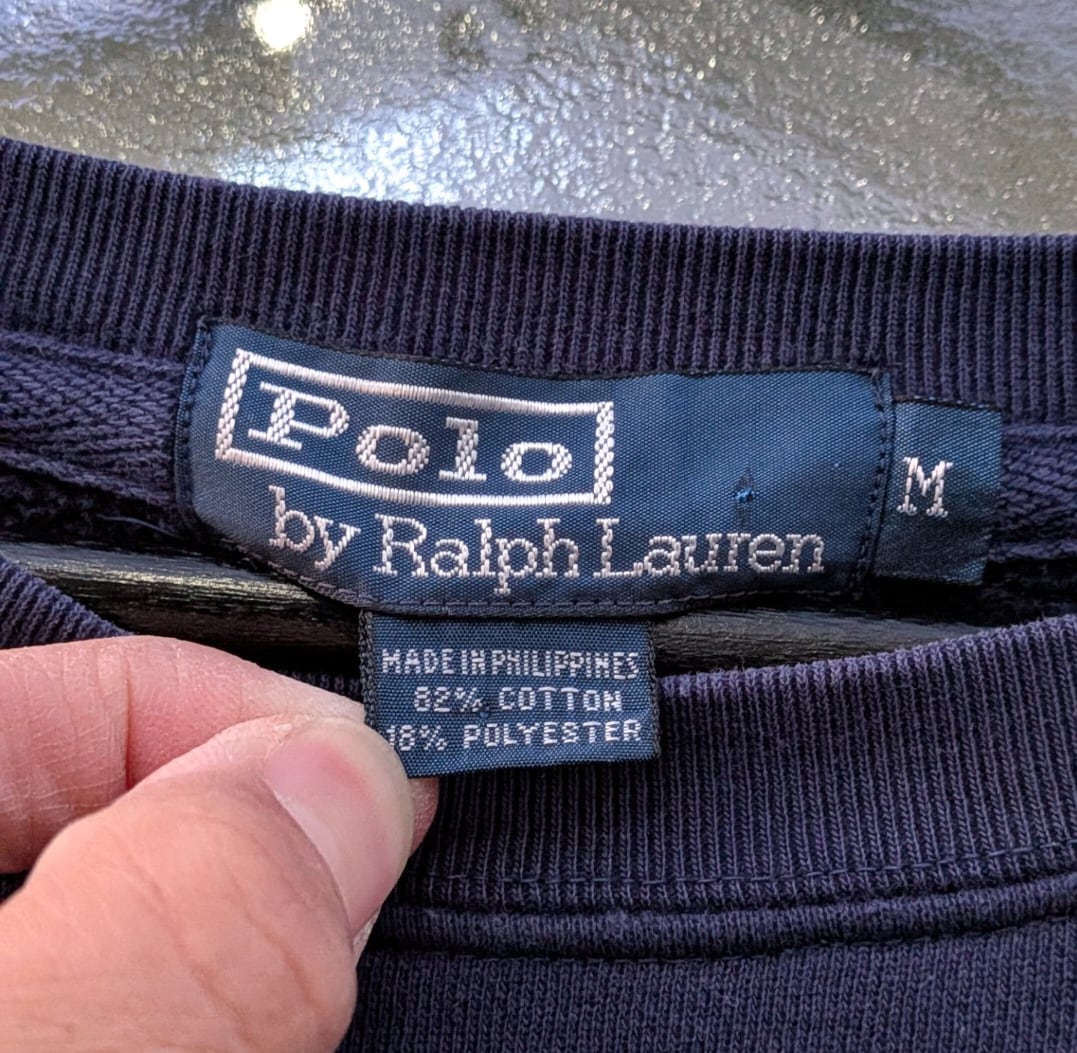 Polo
by Ralph Lauren
M
MADE IN PHILIPPINES
82% COTTON
18% POLYESTER